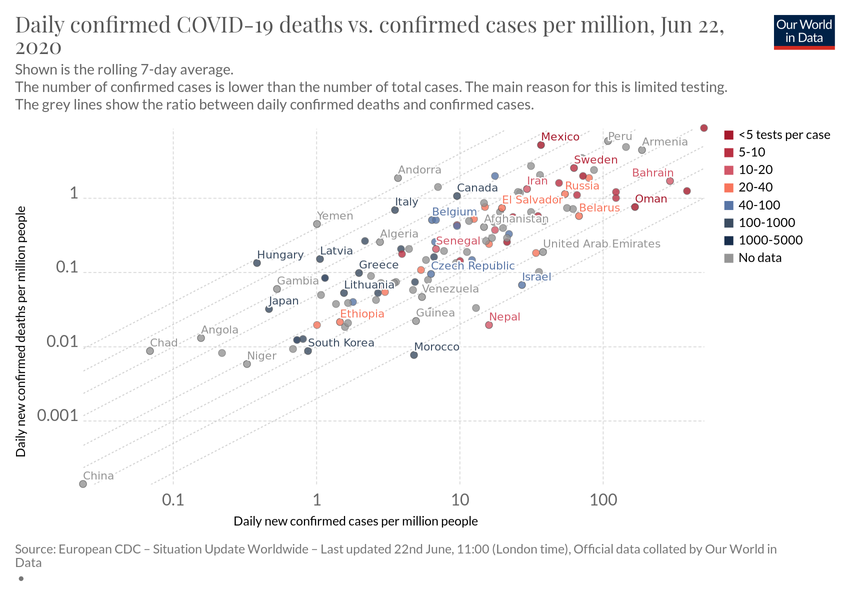 Daily confirmed COVID-19 deaths vs. confirmed cases per million, Jun 22,
2020
Our World
in Data
Shown is the rolling 7-day average.
The number of confirmed cases is lower than the number of total cases. The main reason for this is limited testing.
The grey lines show the ratio between daily confirmed deaths and confirmed cases.
Daily new confirmed deaths per million people
1
0.1
0.01
0.001
Mexico
Peru
Armenia
Sweden
Andorra
Bahrain
Iran
Canada
Russia
Italy
El Salvador
Oman
Belarus
Yemen
Belgium
Afghanistan
Algeria
Senegal
United Arab Emirates
Hungary
Latvia
Greece
Czech Republic
Gambia
Lithuania
Venezuela
Israel
Japan
Ethiopia
Guinea
Nepal
Angola
Chad
Niger
South Korea
Morocco
China
0.1
1
10
100
Daily new confirmed cases per million people
<5 tests per case
5-10
10-20
20-40
40-100
100-1000
1000-5000
No data
Source: European CDC – Situation Update Worldwide – Last updated 22nd June, 11:00 (London time), Official data collated by Our World in
Data